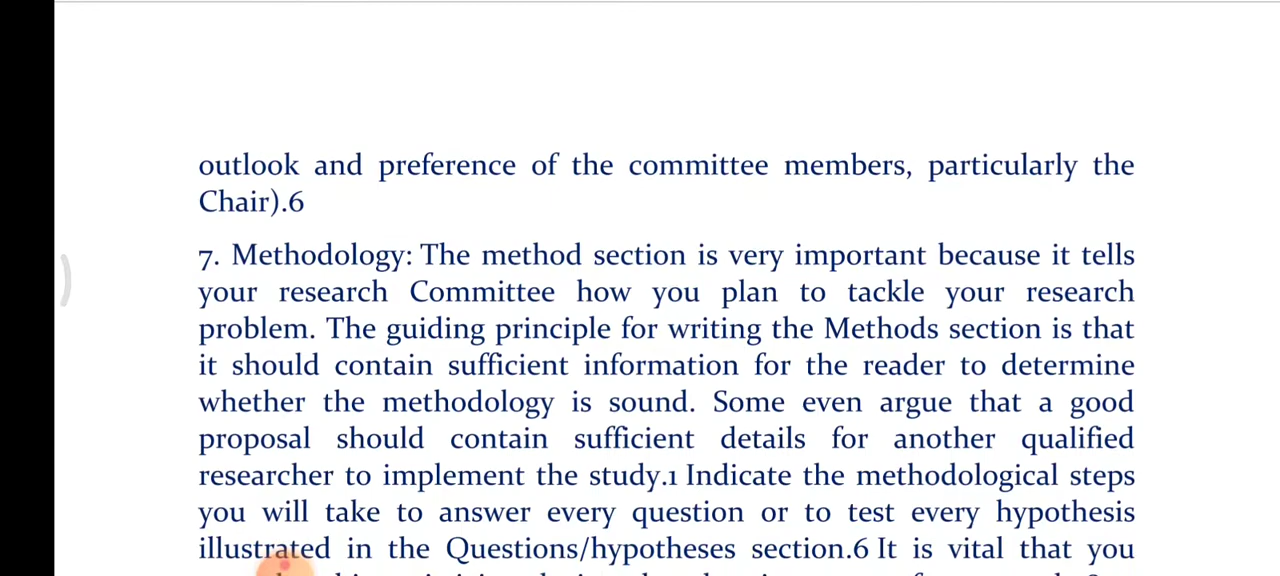 outlook and preference of the committee members, particularly the
Chair).6
7. Methodology: The method section is very important because it tells
your research Committee how you plan to tackle your research
problem. The guiding principle for writing the Methods section is that
it should contain sufficient information for the reader to determine
whether the methodology is sound. Some even argue that a good
proposal should contain sufficient details for another qualified
researcher to implement the study.1 Indicate the methodological steps
you will take to answer every question or to test every hypothesis
illustrated in the Questions/hypotheses section.6 It is vital that you